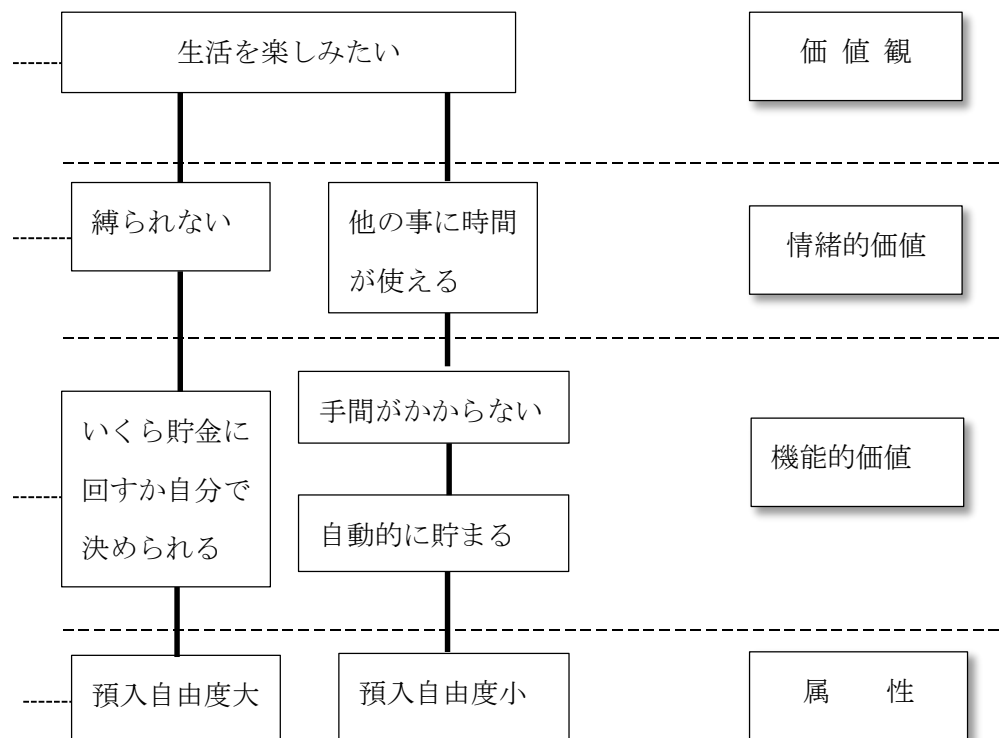 生活を楽しみたい
価値観
縛られない
他の事に時間
が使える
情緒的価値
いくら貯金に
回すか自分で
決められる
手間がかからない
自動的に貯まる
機能的価値
預入自由度大
預入自由度小
属　性